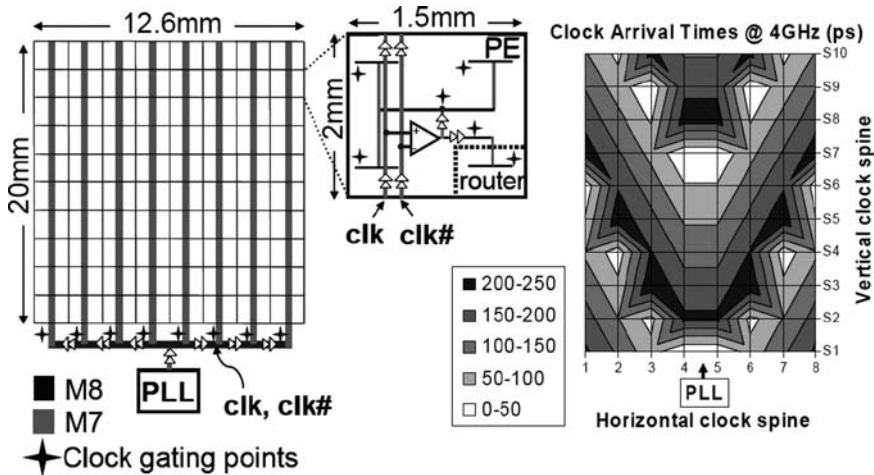 12.6mm
20mm
PLL
clk, clk#
M8
M7
Clock gating points
1.5mm
2mm
PE
router
clk clk#
Clock Arrival Times @ 4GHz (ps)
200-250
150-200
100-150
50-100
0-50
S10
S9
S8
S7
S6
S5
S4
S3
S2
S1
Vertical clock spine
1 2 3 4 5 6 7 8
PLL
Horizontal clock spine